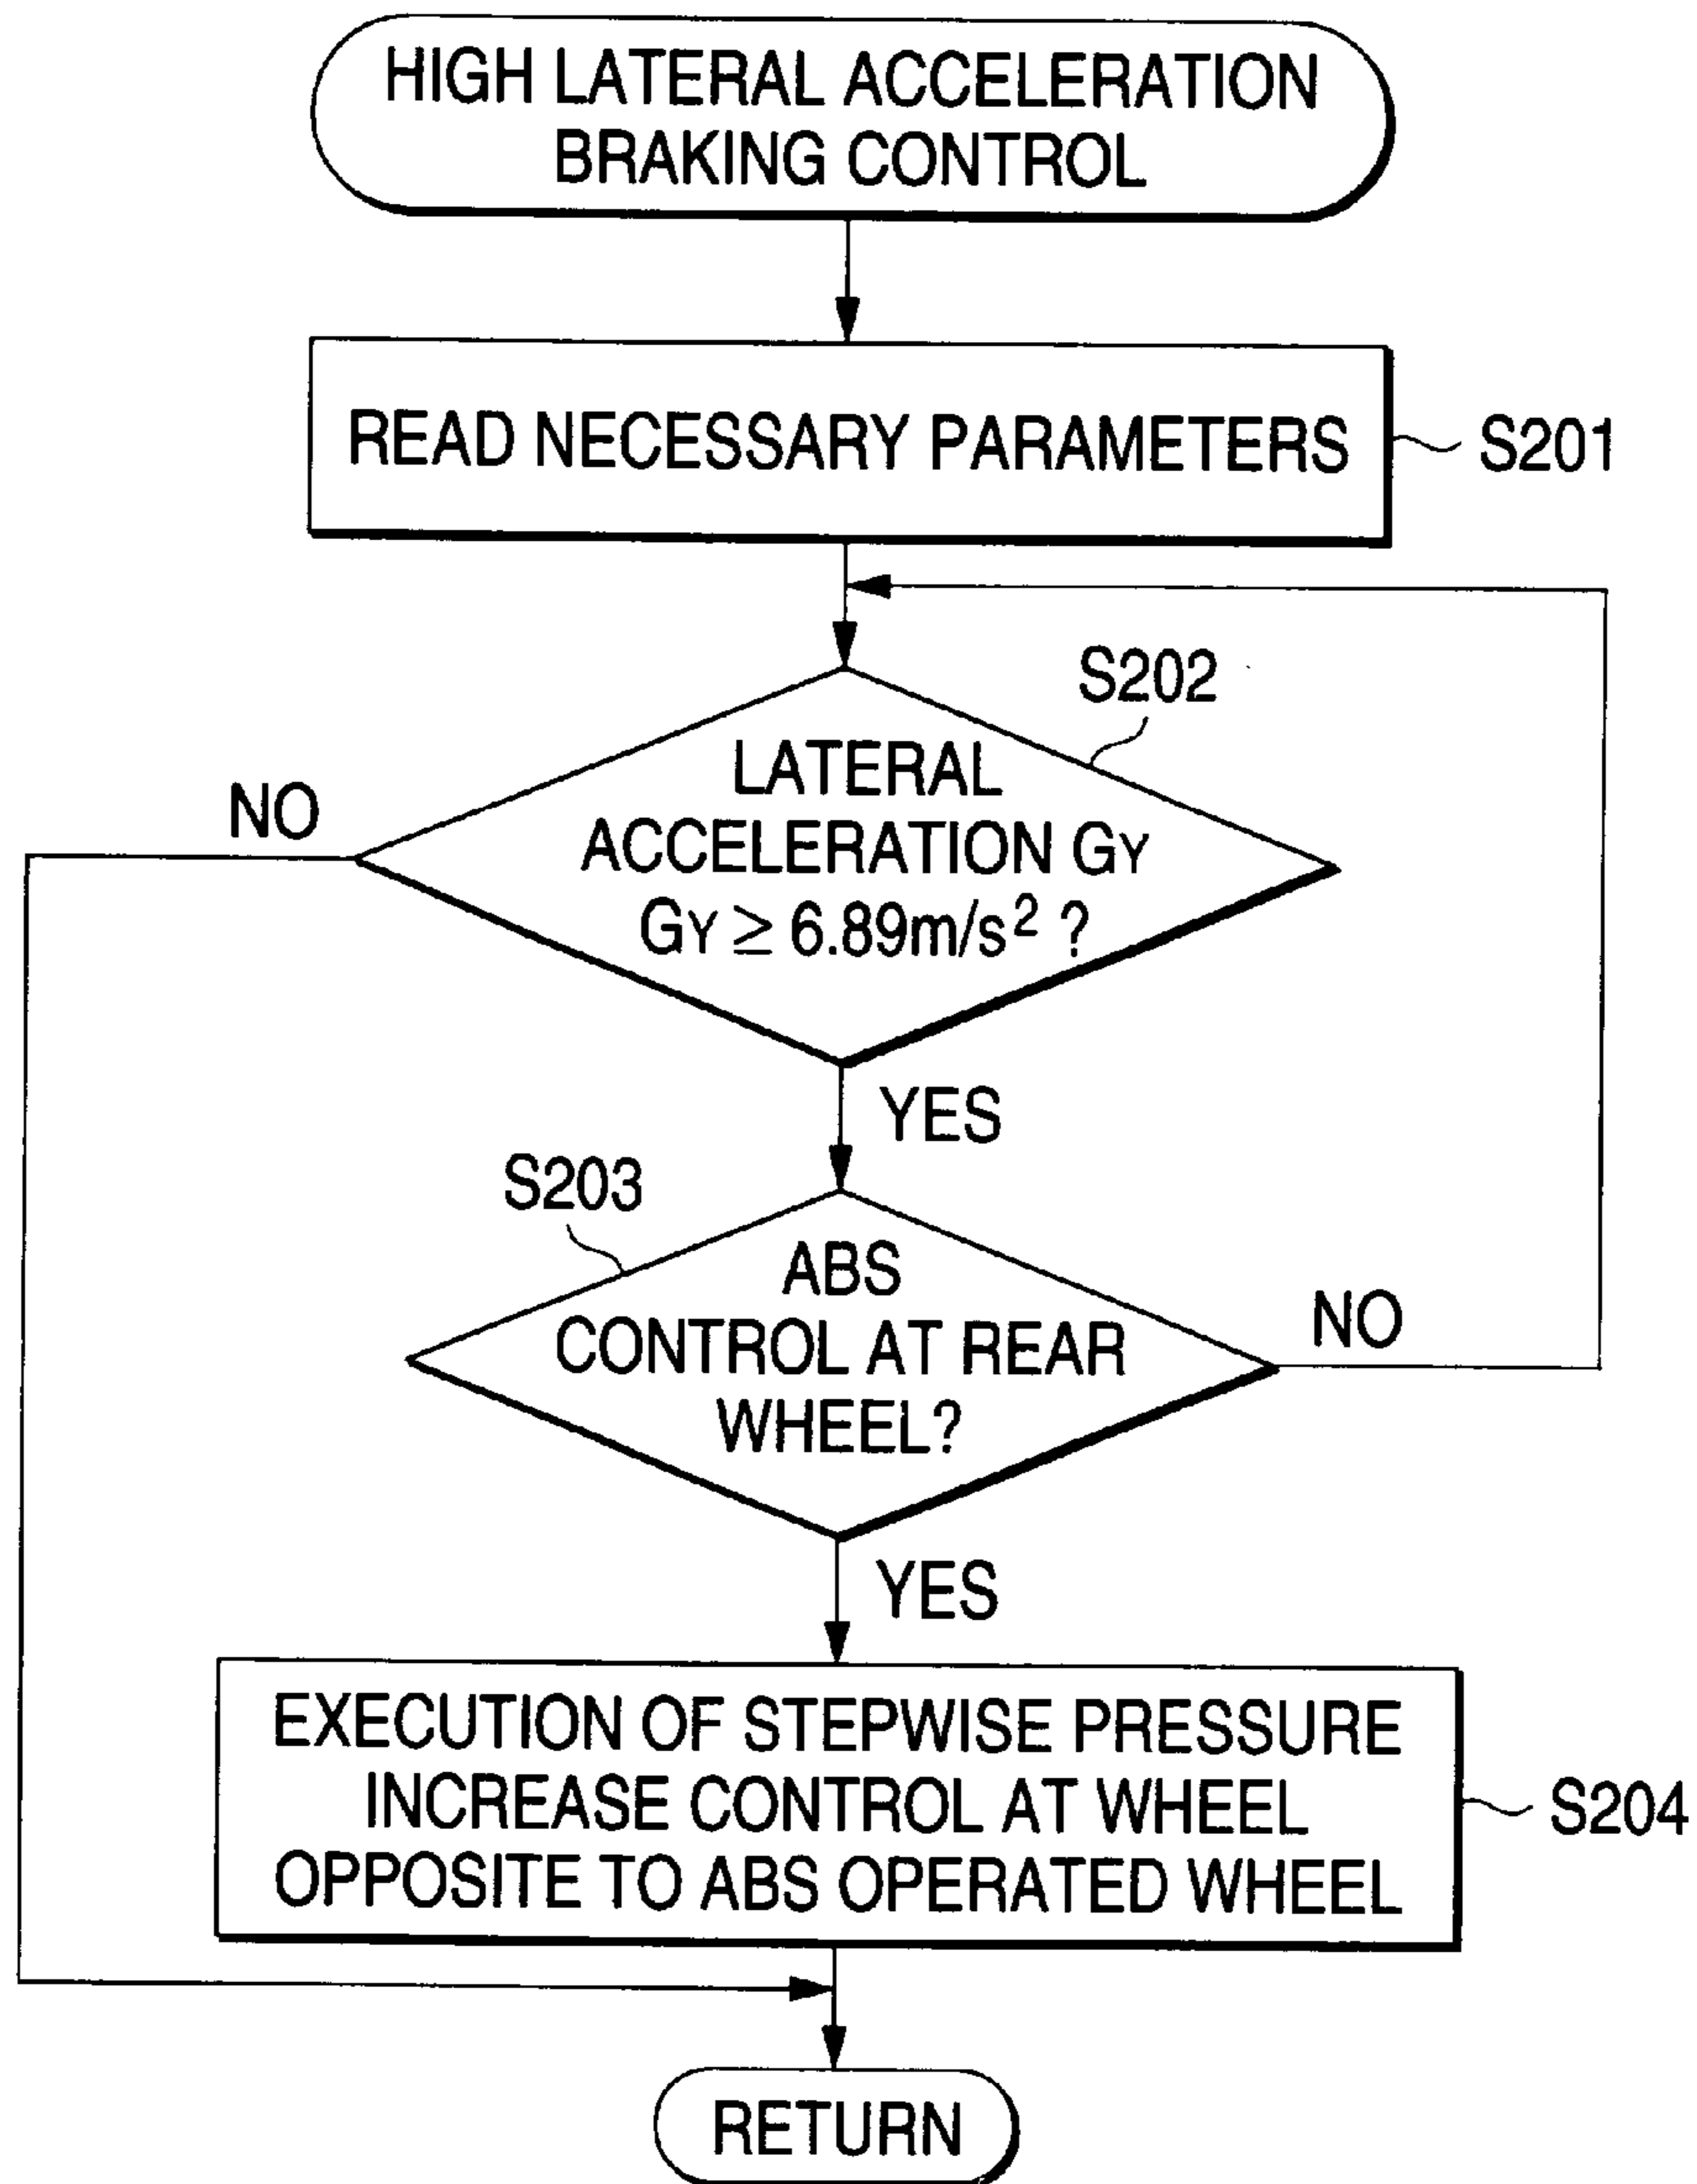 HIGH LATERAL ACCELERATION
BRAKING CONTROL
READ NECESSARY PARAMETERS
S201
S202
NO
LATERAL
ACCELERATION GY
GY ≥ 6.89m/s² ?
YES
S203
ABS
CONTROL AT REAR
WHEEL?
NO
YES
EXECUTION OF STEPWISE PRESSURE
INCREASE CONTROL AT WHEEL
OPPOSITE TO ABS OPERATED WHEEL
S204
RETURN